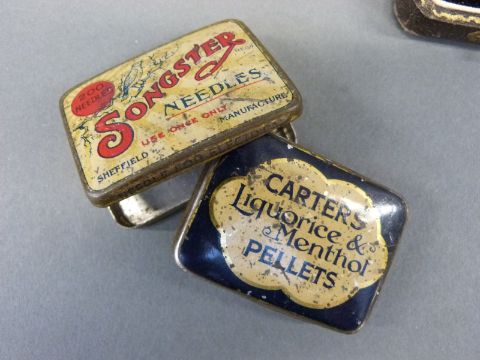 200
NEEDLES
SONGSTER
NEEDLES
USE ONCE ONLY
SHEFFIELD
MANUFACTURE
CARTERS
Liquorice &
Menthol
PELLETS